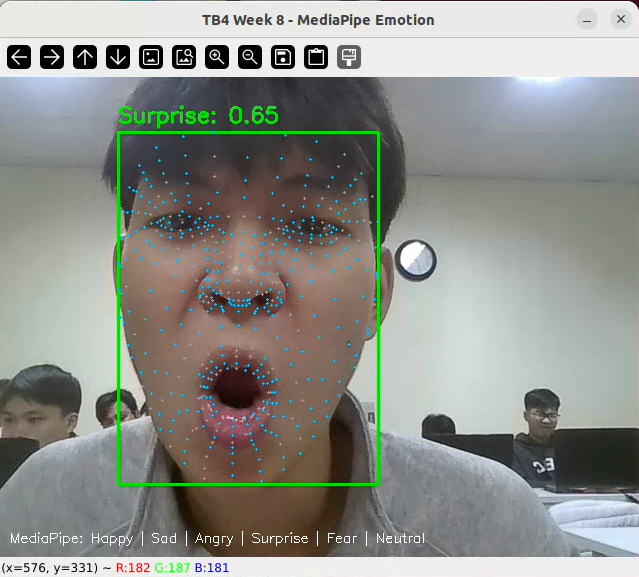 TB4 Week 8 - MediaPipe Emotion
Surprise: 0.65
MediaPipe: Happy | Sad | Angry | Surprise | Fear | Neutral
(x=576, y=331) ~ R:182 G:187 B:181